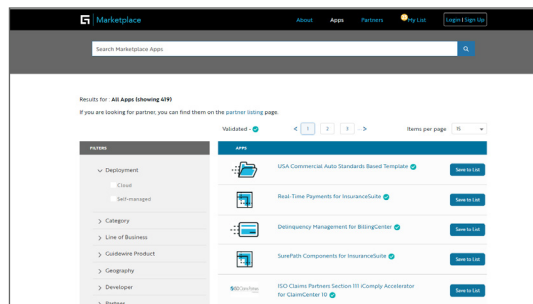 Marketplace
About Apps Partners My List Login | Sign Up
Search Marketplace Apps
Results for : All Apps (showing 419)
If you are looking for partner, you can find them on the partner listing page.
Validated - < 1 2 3 ... > Items per page 15
FILTERS
APPS
Deployment
Cloud
Self-managed
Category
Line of Business
Guidewire Product
Geography
Developer
Partner
USA Commercial Auto Standards Based Template
Save to List
Real-Time Payments for InsuranceSuite
Save to List
Delinquency Management for BillingCenter
Save to List
SurePath Components for InsuranceSuite
Save to List
ISO Claims Partners Section 111 iComply Accelerator
for ClaimCenter 10
Save to List